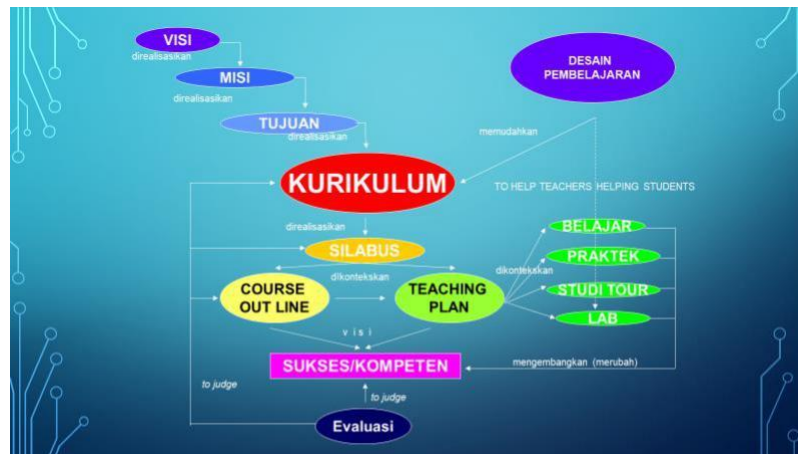 VISI
direalisasikan
MISI
direalisasikan
TUJUAN
direalisasikan
DESAIN
PEMBELAJARAN
memudahkan
KURIKULUM
TO HELP TEACHERS HELPING STUDENTS
direalisasikan
SILABUS
BELAJAR
dikontekskan
dikontekskan
PRAKTEK
COURSE
OUT LINE
TEACHING
PLAN
STUDI TOUR
LAB
v i s i
SUKSES/KOMPETEN
mengembangkan (merubah)
to judge
to judge
Evaluasi